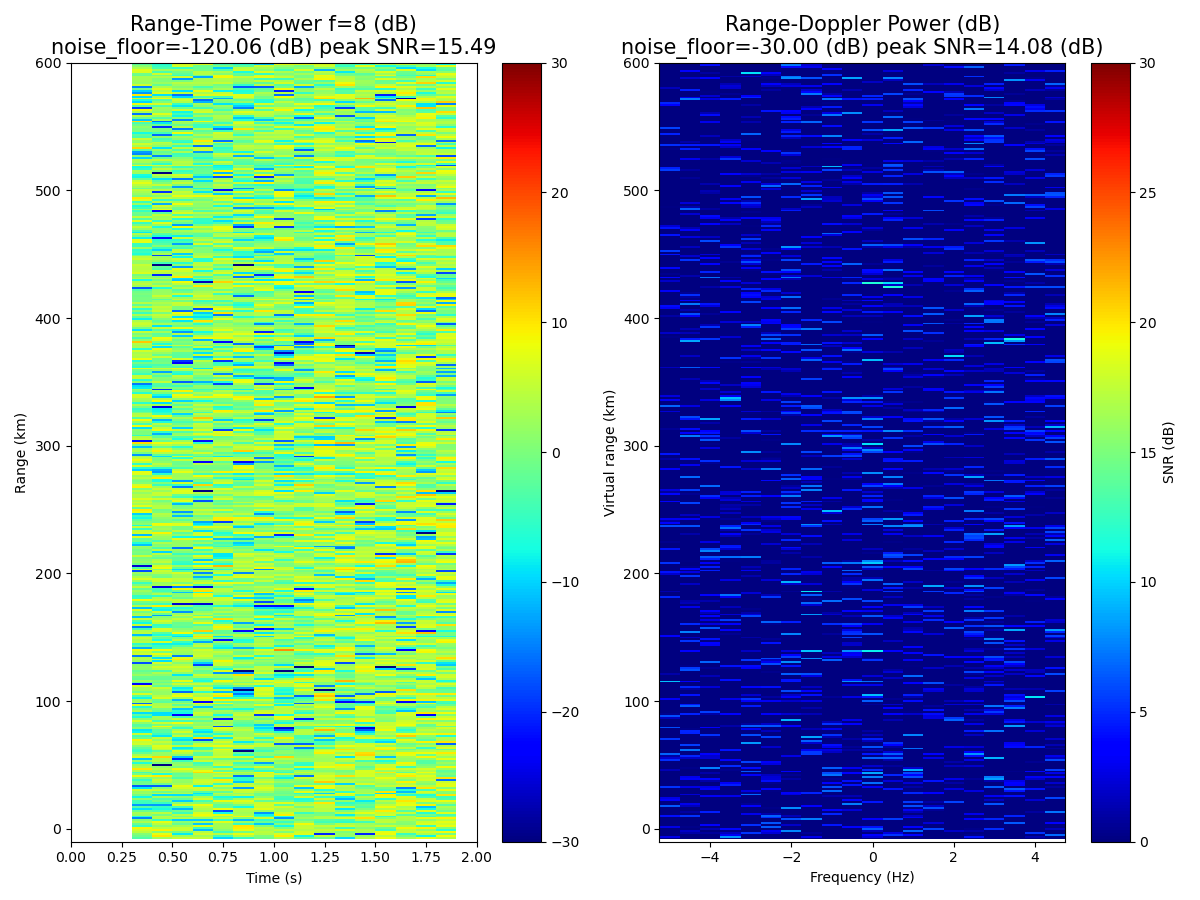 Range-Time Power f=8 (dB)
noise_floor=-120.06 (dB) peak SNR=15.49
600
500
400
300
200
100
0
Range (km)
0.00 0.25 0.50 0.75 1.00 1.25 1.50 1.75 2.00
Time (s)
30
20
10
0
−10
−20
−30
Range-Doppler Power (dB)
noise_floor=-30.00 (dB) peak SNR=14.08 (dB)
600
500
400
300
200
100
0
Virtual range (km)
−4 −2 0 2 4
Frequency (Hz)
30
25
20
15
10
5
0
SNR (dB)